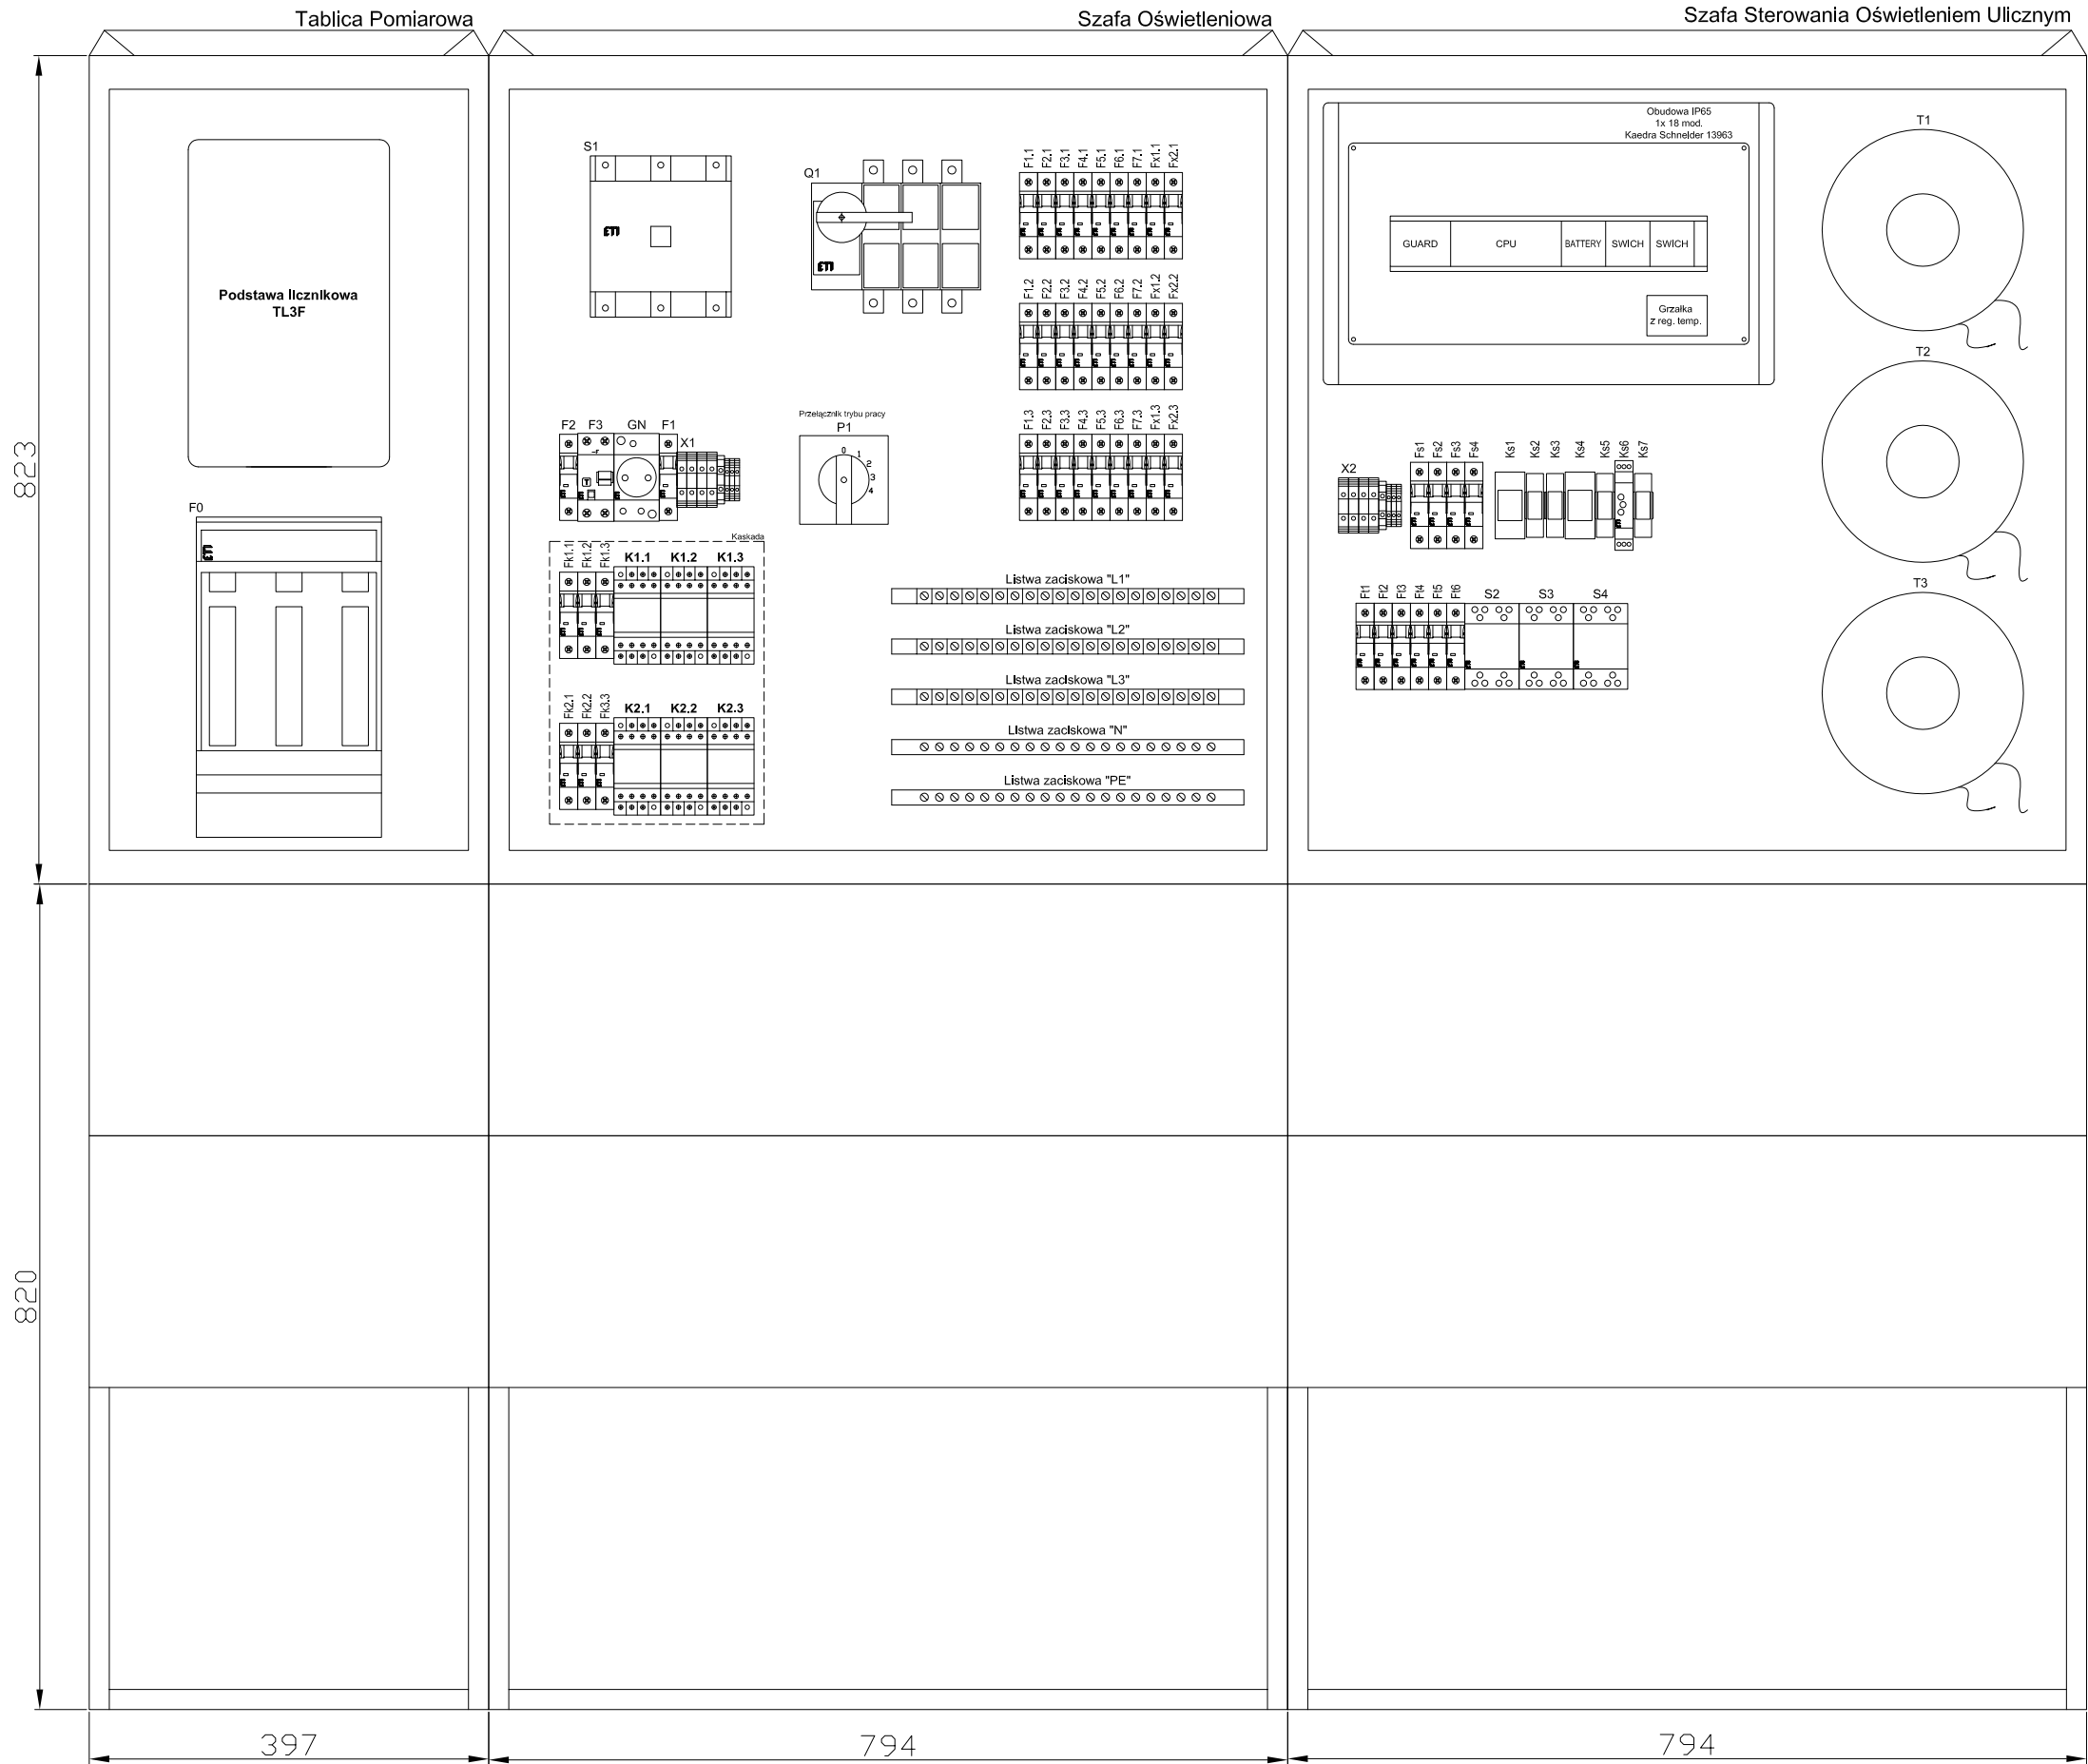 Tablica Pomiarowa
Szafa Oświetleniowa
Szafa Sterowania Oświetleniem Ulicznym
Podstawa licznikowa
TL3F
F0
S1
ETI
Q1
ETI
F1.1 F2.1 F3.1 F4.1 F5.1 F6.1 F7.1 Fx1.1 Fx2.1
F1.2 F2.2 F3.2 F4.2 F5.2 F6.2 F7.2 Fx1.2 Fx2.2
F1.3 F2.3 F3.3 F4.3 F5.3 F6.3 F7.3 Fx1.3 Fx2.3
F2 F3 GN F1 X1
Przełącznik trybu pracy
P1
0 1 2 3 4
Kaskada
Fk1.1 Fk1.2 Fk1.3 K1.1 K1.2 K1.3
Fk2.1 Fk2.2 Fk3.3 K2.1 K2.2 K2.3
Listwa zaciskowa "L1"
Listwa zaciskowa "L2"
Listwa zaciskowa "L3"
Listwa zaciskowa "N"
Listwa zaciskowa "PE"
Obudowa IP65
1x 18 mod.
Kaedra Schneider 13963
GUARD CPU BATTERY SWICH SWICH
Grzałka
z reg. temp.
T1
T2
T3
X2 Fs1 Fs2 Fs3 Fs4 Ks1 Ks2 Ks3 Ks4 Ks5 Ks6 Ks7
Ft1 Ft2 Ft3 Ft4 Ft5 Ft6 S2 S3 S4
823
820
397
794
794